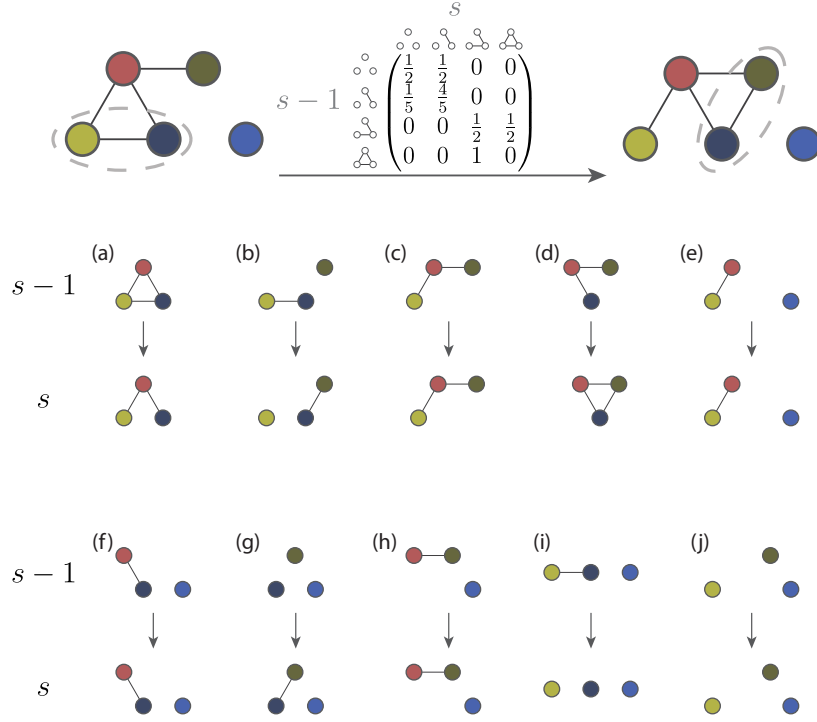 s
s − 1
1/2 1/2 0 0
1/5 4/5 0 0
0 0 1/2 1/2
0 0 1 0
(a) (b) (c) (d) (e)
s − 1
s
(f) (g) (h) (i) (j)
s − 1
s